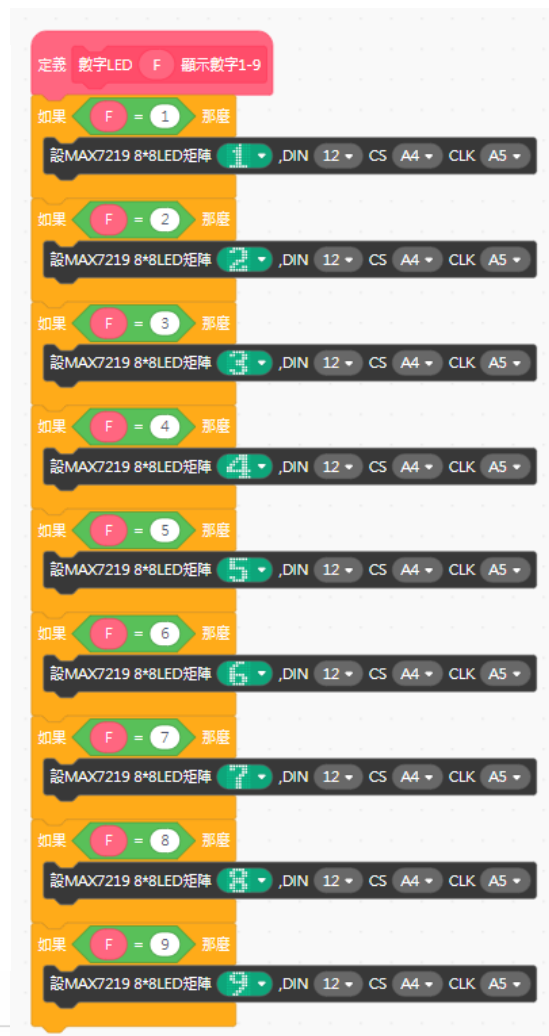 定義 數字LED F 顯示數字1-9
如果 F = 1 那麼
設MAX7219 8*8LED矩陣 1 ,DIN 12 CS A4 CLK A5
如果 F = 2 那麼
設MAX7219 8*8LED矩陣 2 ,DIN 12 CS A4 CLK A5
如果 F = 3 那麼
設MAX7219 8*8LED矩陣 3 ,DIN 12 CS A4 CLK A5
如果 F = 4 那麼
設MAX7219 8*8LED矩陣 4 ,DIN 12 CS A4 CLK A5
如果 F = 5 那麼
設MAX7219 8*8LED矩陣 5 ,DIN 12 CS A4 CLK A5
如果 F = 6 那麼
設MAX7219 8*8LED矩陣 6 ,DIN 12 CS A4 CLK A5
如果 F = 7 那麼
設MAX7219 8*8LED矩陣 7 ,DIN 12 CS A4 CLK A5
如果 F = 8 那麼
設MAX7219 8*8LED矩陣 8 ,DIN 12 CS A4 CLK A5
如果 F = 9 那麼
設MAX7219 8*8LED矩陣 9 ,DIN 12 CS A4 CLK A5